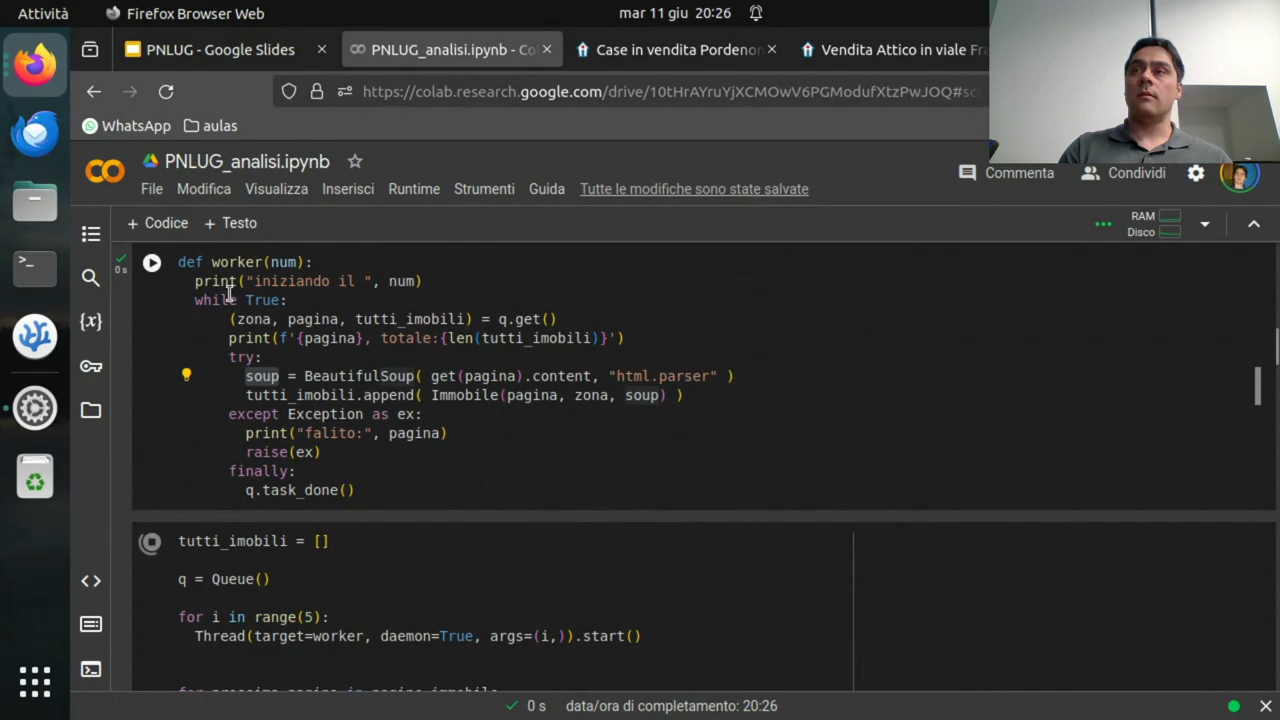 Attività
Firefox Browser Web
mar 11 giu 20:26
PNLUG - Google Slides
PNLUG_analisi.ipynb - Co
Case in vendita Pordenon
Vendita Attico in viale Fra
https://colab.research.google.com/drive/10tHrAYruYjXCMOwV6PGModufXtzPwJOQ#sc
WhatsApp
aulas
PNLUG_analisi.ipynb
Commenta
Condividi
File Modifica Visualizza Inserisci Runtime Strumenti Guida Tutte le modifiche sono state salvate
+ Codice + Testo
RAM
Disco
0 s
def worker(num):
print("iniziando il ", num)
while True:
(zona, pagina, tutti_imobili) = q.get()
print(f'{pagina}, totale:{len(tutti_imobili)}')
try:
soup = BeautifulSoup( get(pagina).content, "html.parser" )
tutti_imobili.append( Immobile(pagina, zona, soup) )
except Exception as ex:
print("falito:", pagina)
raise(ex)
finally:
q.task_done()
tutti_imobili = []
q = Queue()
for i in range(5):
Thread(target=worker, daemon=True, args=(i,)).start()
0 s data/ora di completamento: 20:26